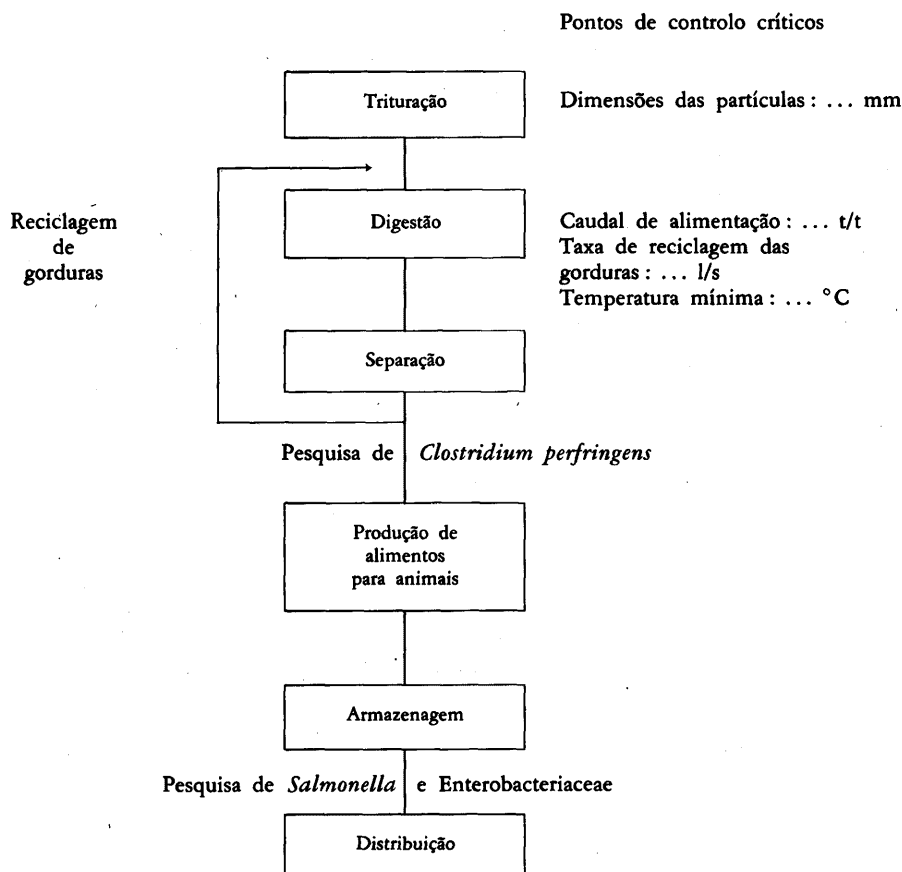 Pontos de controlo críticos
Trituração
Dimensões das partículas : ... mm
Reciclagem
de
gorduras
Digestão
Caudal de alimentação : ... t/t
Taxa de reciclagem das
gorduras : ... l/s
Temperatura mínima : ... °C
Separação
Pesquisa de Clostridium perfringens
Produção de
alimentos
para animais
Armazenagem
Pesquisa de Salmonella e Enterobacteriaceae
Distribuição